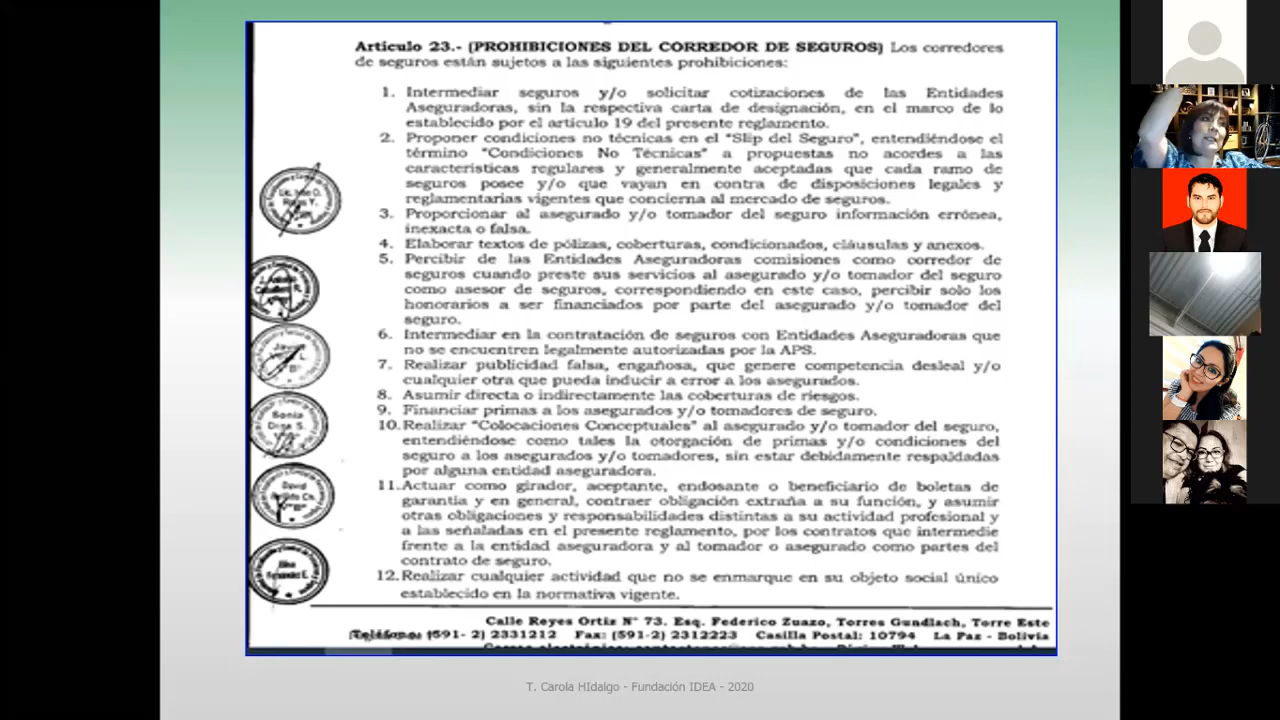 Artículo 23.- (PROHIBICIONES DEL CORREDOR DE SEGUROS) Los corredores
de seguros están sujetos a las siguientes prohibiciones:
1. Intermediar seguros y/o solicitar cotizaciones de las Entidades
Aseguradoras, sin la respectiva carta de designación, en el marco de lo
establecido por el artículo 19 del presente reglamento.
2. Proponer condiciones no técnicas en el "Slip del Seguro", entendiéndose el
término "Condiciones No Técnicas" a propuestas no acordes a las
características regulares y generalmente aceptadas que cada ramo de
seguros posee y/o que vayan en contra de disposiciones legales y
reglamentarias vigentes que concierna al mercado de seguros.
3. Proporcionar al asegurado y/o tomador del seguro información errónea,
inexacta o falsa.
4. Elaborar textos de pólizas, coberturas, condicionados, cláusulas y anexos.
5. Percibir de las Entidades Aseguradoras comisiones como corredor de
seguros cuando preste sus servicios al asegurado y/o tomador del seguro
como asesor de seguros, correspondiendo en este caso, percibir solo los
honorarios a ser financiados por parte del asegurado y/o tomador del
seguro.
6. Intermediar en la contratación de seguros con Entidades Aseguradoras que
no se encuentren legalmente autorizadas por la APS.
7. Realizar publicidad falsa, engañosa, que genere competencia desleal y/o
cualquier otra que pueda inducir a error a los asegurados.
8. Asumir directa o indirectamente las coberturas de riesgos.
9. Financiar primas a los asegurados y/o tomadores de seguro.
10. Realizar "Colocaciones Conceptuales" al asegurado y/o tomador del seguro,
entendiéndose como tales la otorgación de primas y/o condiciones del
seguro a los asegurados y/o tomadores, sin estar debidamente respaldadas
por alguna entidad aseguradora.
11. Actuar como girador, aceptante, endosante o beneficiario de boletas de
garantía y en general, contraer obligación extraña a su función, y asumir
otras obligaciones y responsabilidades distintas a su actividad profesional y
a las señaladas en el presente reglamento, por los contratos que intermedie
frente a la entidad aseguradora y al tomador o asegurado como partes del
contrato de seguro.
12. Realizar cualquier actividad que no se enmarque en su objeto social único
establecido en la normativa vigente.
Calle Reyes Ortiz N° 73. Esq. Federico Zuazo, Torres Gundlach, Torre Este
Teléfono: (591- 2) 2331212 Fax: (591-2) 2312223 Casilla Postal: 10794 La Paz - Bolivia
T. Carola HIdalgo - Fundación IDEA - 2020